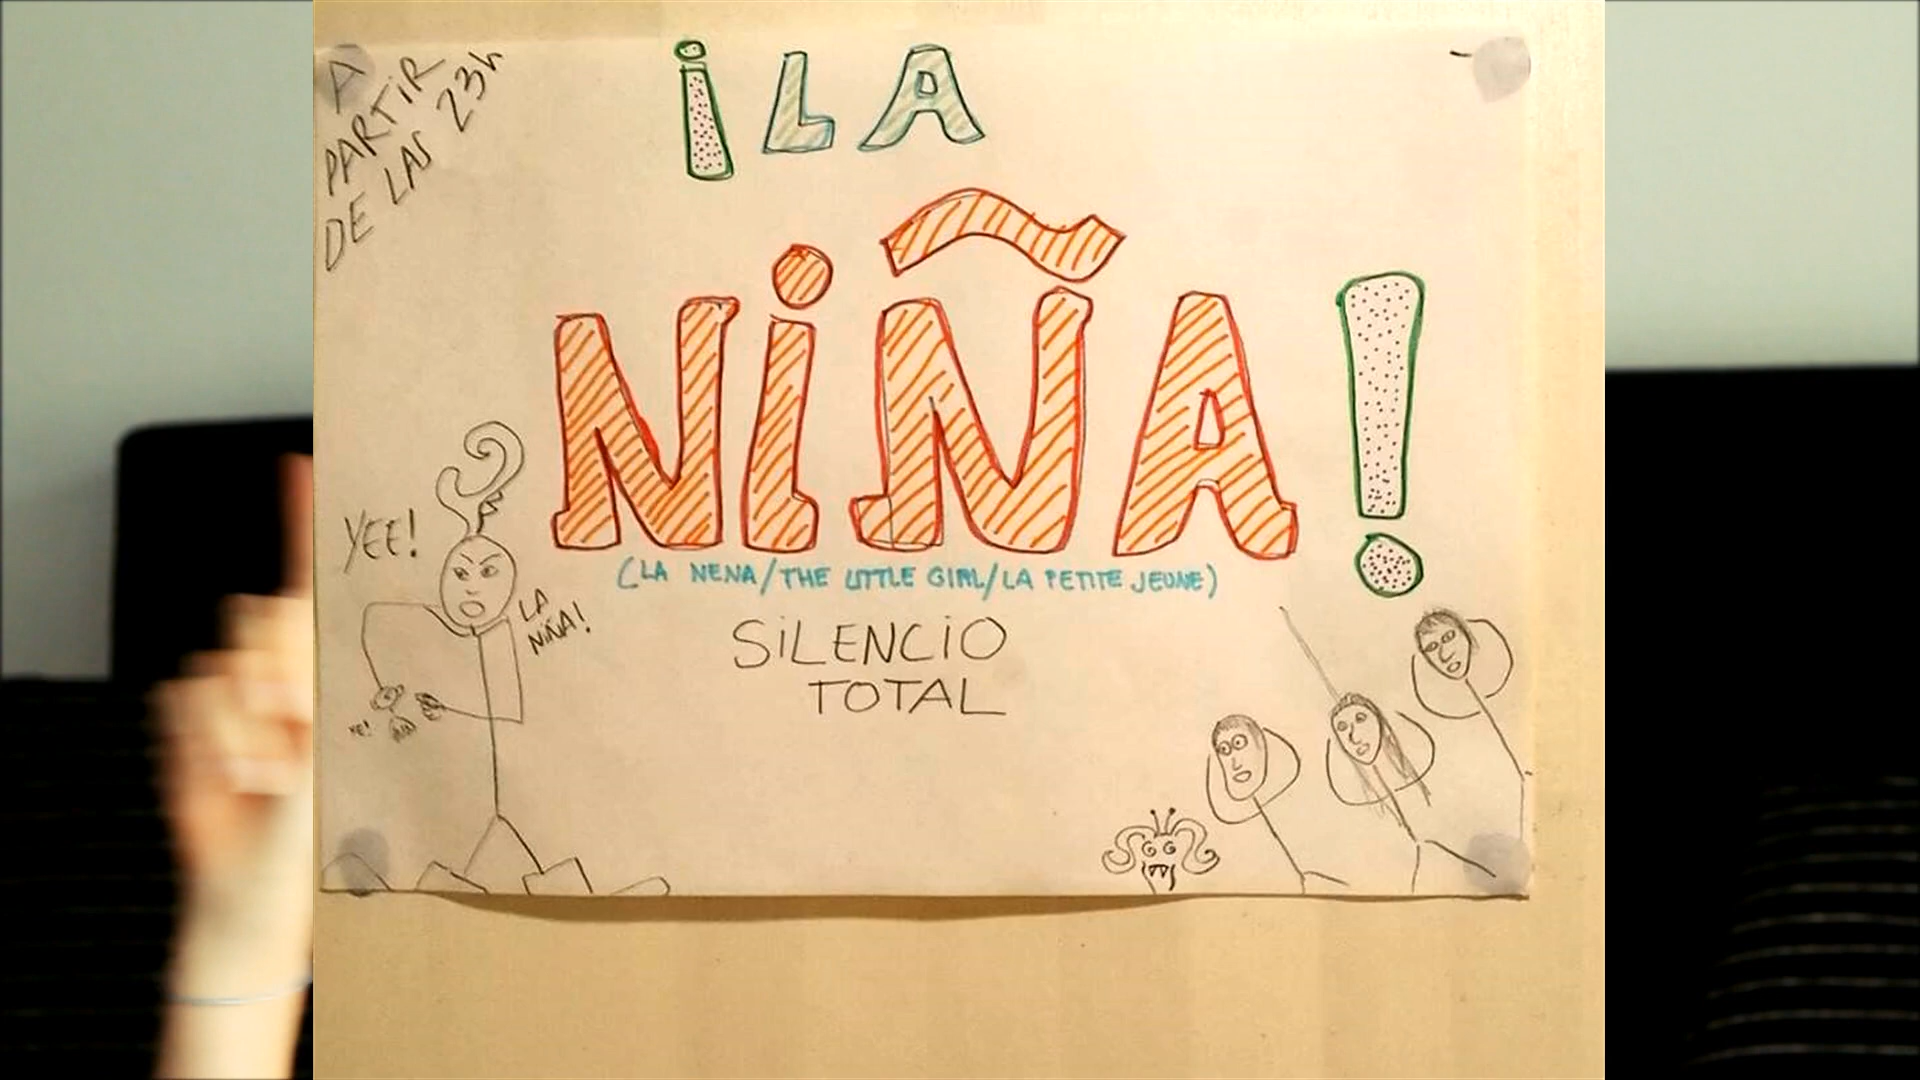 A
PARTIR
DE LAS 23h
¡LA
NiÑA!
(LA NENA/THE LITTLE GIRL/LA PETITE JEUNE)
SiLENCiO
TOTAL
YEE!
LA
NiÑA!
YE!